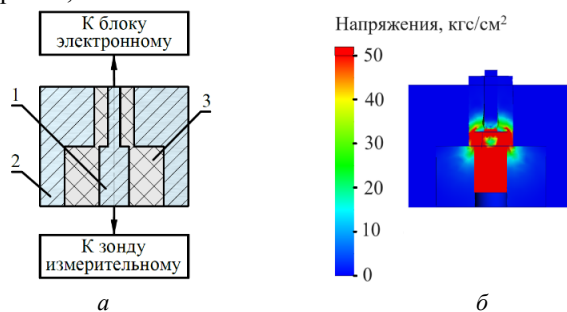 К блоку
электронному
1
2
3
К зонду
измерительному
а
Напряжения, кгс/см²
50
40
30
20
10
0
б